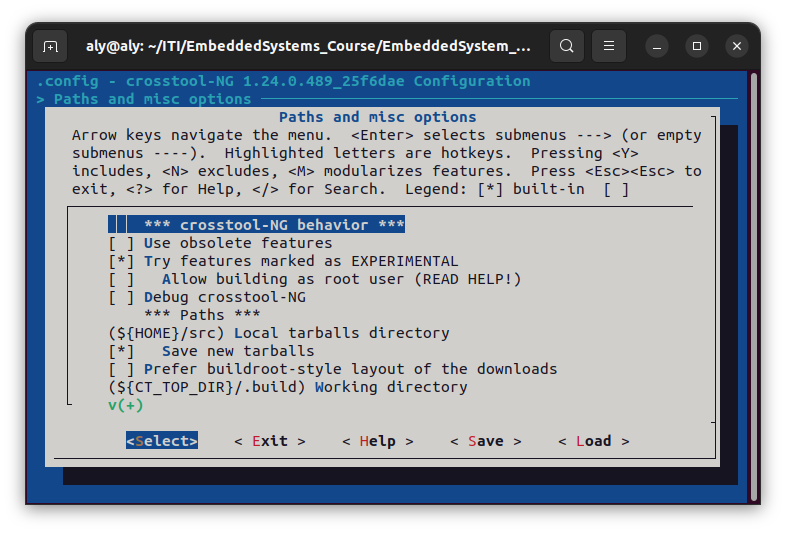 aly@aly: ~/ITI/EmbeddedSystems_Course/EmbeddedSystem_...
.config - crosstool-NG 1.24.0.489_25f6dae Configuration
> Paths and misc options
Paths and misc options
Arrow keys navigate the menu.  <Enter> selects submenus ---> (or empty
submenus ----).  Highlighted letters are hotkeys.  Pressing <Y>
includes, <N> excludes, <M> modularizes features.  Press <Esc><Esc> to
exit, <?> for Help, </> for Search.  Legend: [*] built-in  [ ]
*** crosstool-NG behavior ***
[ ] Use obsolete features
[*] Try features marked as EXPERIMENTAL
[ ]   Allow building as root user (READ HELP!)
[ ] Debug crosstool-NG
*** Paths ***
(${HOME}/src) Local tarballs directory
[*]   Save new tarballs
[ ] Prefer buildroot-style layout of the downloads
(${CT_TOP_DIR}/.build) Working directory
v(+)
<Select>    < Exit >    < Help >    < Save >    < Load >